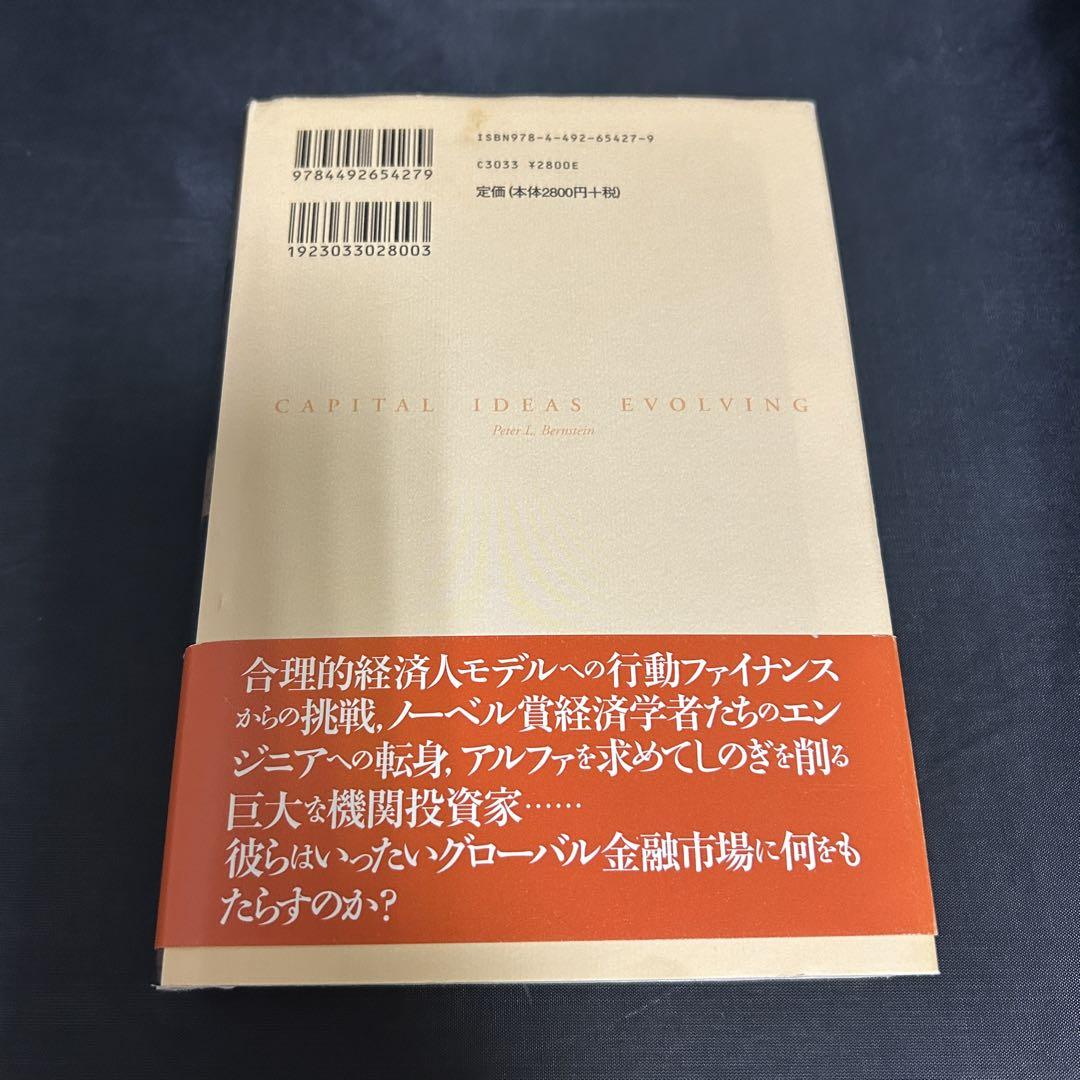 ISBN978-4-492-65427-9
C3033 ¥2800E
定価(本体2800円+税)
9784492654279
1923033028003
CAPITAL IDEAS EVOLVING
Peter L. Bernstein
合理的経済人モデルへの行動ファイナンス
からの挑戦,ノーベル賞経済学者たちのエン
ジニアへの転身,アルファを求めてしのぎを削る
巨大な機関投資家……
彼らはいったいグローバル金融市場に何をも
たらすのか?